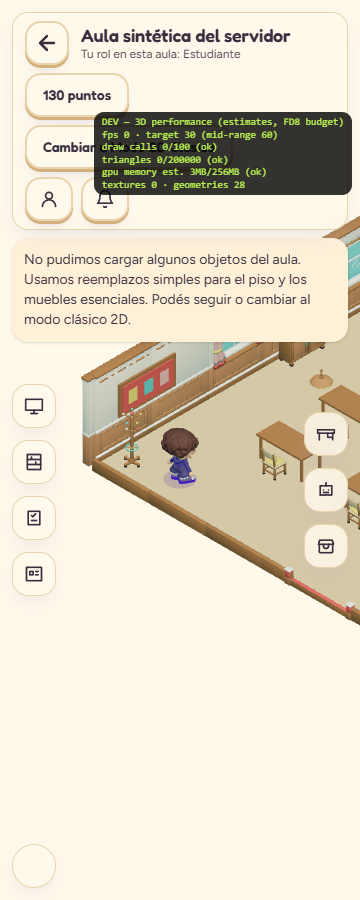 Aula sintética del servidor
Tu rol en esta aula: Estudiante
130 puntos
DEV — 3D performance (estimates, FD8 budget)
fps 0 · target 30 (mid-range 60)
Cambiar
draw calls 0/100 (ok)
triangles 0/200000 (ok)
gpu memory est. 3MB/256MB (ok)
textures 0 · geometries 28
No pudimos cargar algunos objetos del aula.
Usamos reemplazos simples para el piso y los
muebles esenciales. Podés seguir o cambiar al
modo clásico 2D.